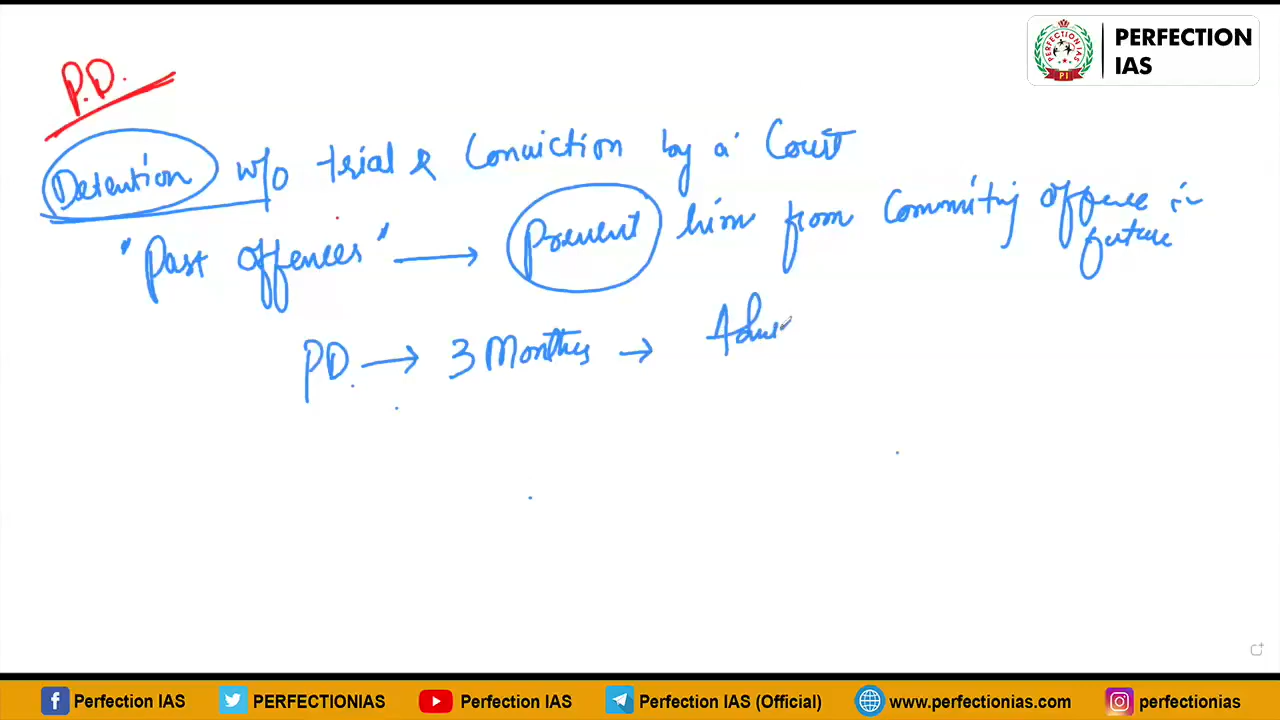 PERFECTION
IAS
P.D.
Detention w/o trial & Conviction by a Court
"Past offences" → prevent him from Commiting offence in
future
PD → 3 Months →
Perfection IAS
PERFECTIONIAS
Perfection IAS
Perfection IAS (Official)
www.perfectionias.com
perfectionias